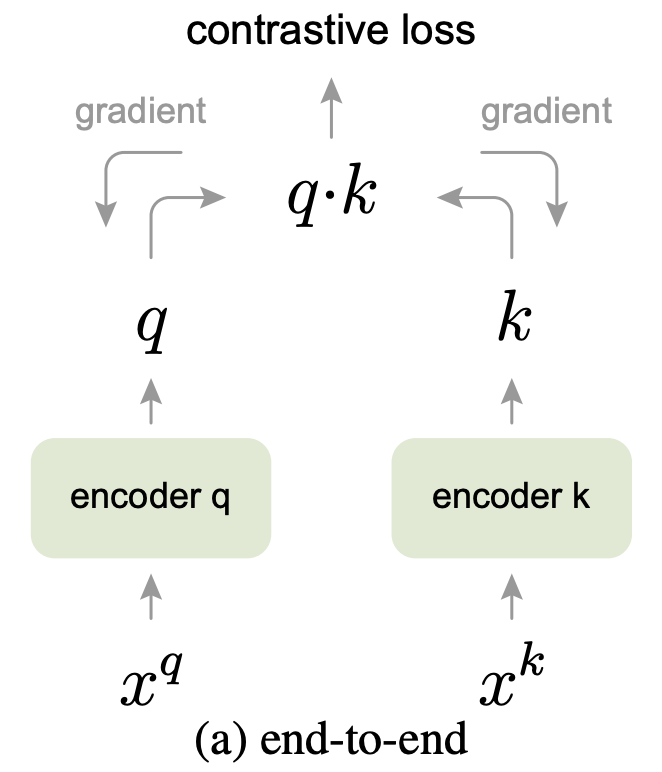 contrastive loss
gradient gradient
q·k
q k
encoder q encoder k
x^q x^k
(a) end-to-end